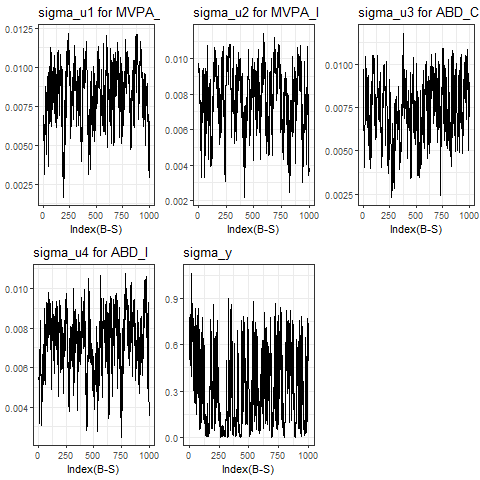 sigma_u1 for MVPA_
0.0125
0.0100
0.0075
0.0050
0.0025
0 250 500 750 1000
Index(B-S)
sigma_u2 for MVPA_I
0.010
0.008
0.006
0.004
0.002
0 250 500 750 1000
Index(B-S)
sigma_u3 for ABD_C
0.0100
0.0075
0.0050
0.0025
0 250 500 750 1000
Index(B-S)
sigma_u4 for ABD_I
0.010
0.008
0.006
0.004
0 250 500 750 1000
Index(B-S)
sigma_y
0.9
0.6
0.3
0.0
0 250 500 750 1000
Index(B-S)